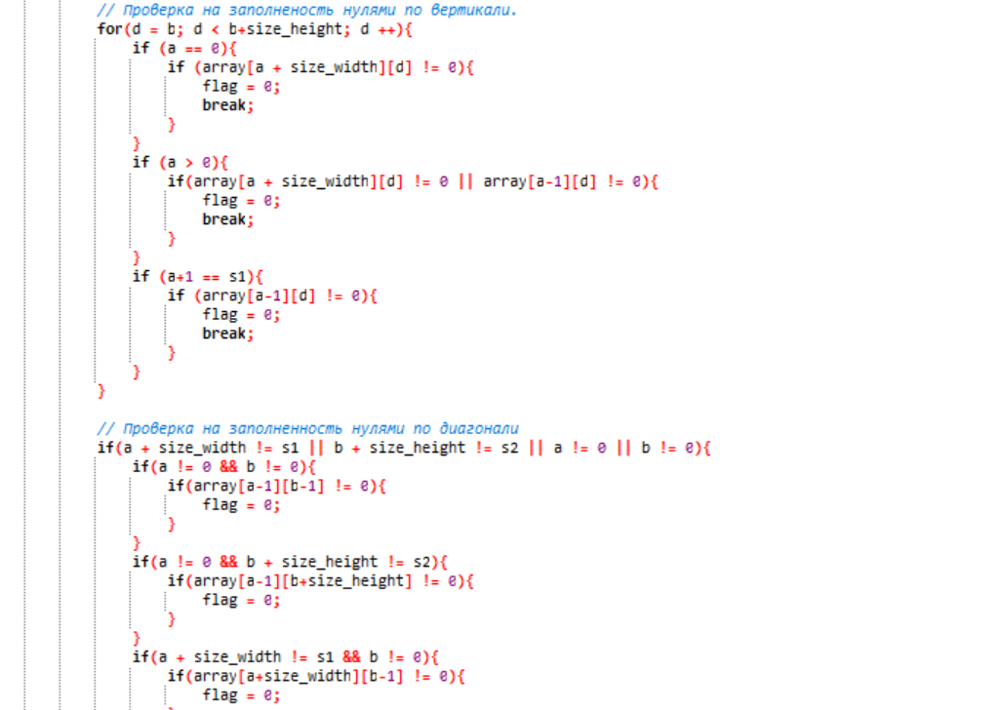 // Проверка на заполненость нулями по вертикали.
for(d = b; d < b+size_height; d ++){
if (a == 0){
if (array[a + size_width][d] != 0){
flag = 0;
break;
}
}
if (a > 0){
if(array[a + size_width][d] != 0 || array[a-1][d] != 0){
flag = 0;
break;
}
}
if (a+1 == s1){
if (array[a-1][d] != 0){
flag = 0;
break;
}
}
}
// Проверка на заполненность нулями по диагонали
if(a + size_width != s1 || b + size_height != s2 || a != 0 || b != 0){
if(a != 0 && b != 0){
if(array[a-1][b-1] != 0){
flag = 0;
}
}
if(a != 0 && b + size_height != s2){
if(array[a-1][b+size_height] != 0){
flag = 0;
}
}
if(a + size_width != s1 && b != 0){
if(array[a+size_width][b-1] != 0){
flag = 0;